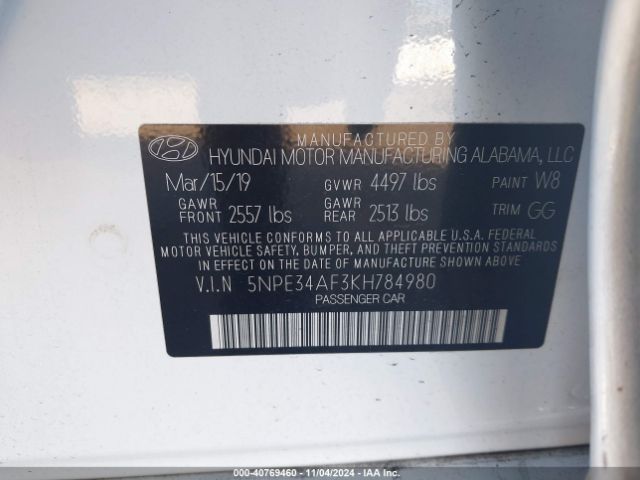 MANUFACTURED BY
HYUNDAI MOTOR MANUFACTURING ALABAMA, LLC
Mar/15/19 GVWR 4497 lbs PAINT W8
GAWR FRONT 2557 lbs GAWR REAR 2513 lbs TRIM GG
THIS VEHICLE CONFORMS TO ALL APPLICABLE U.S.A. FEDERAL
MOTOR VEHICLE SAFETY, BUMPER, AND THEFT PREVENTION
STANDARDS IN EFFECT ON THE
DATE OF MANUFACTURE SHOWN ABOVE
V.I.N 5NPE34AF3KH784980
PASSENGER CAR
000-40769460 - 11/04/2024 - IAA Inc.